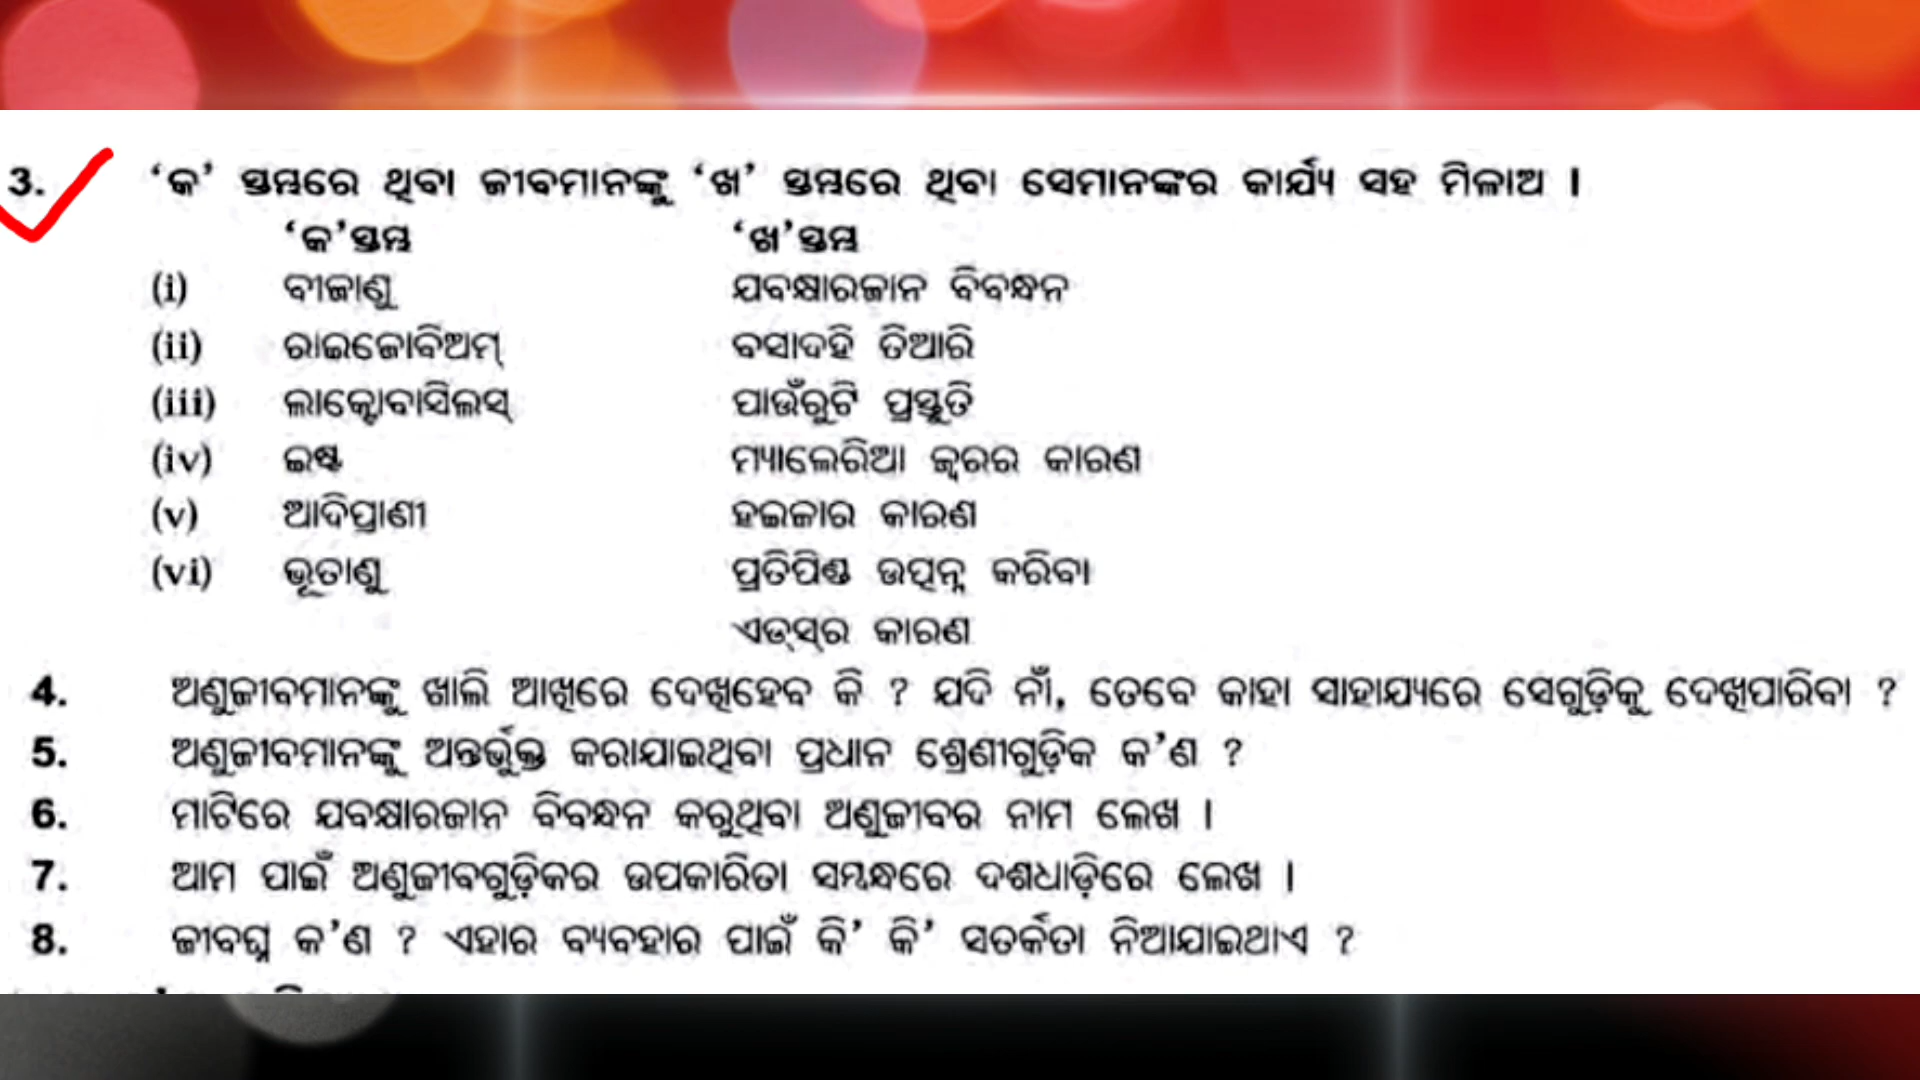 3. ‘କ’ ସ୍ତମ୍ଭରେ ଥିବା ଜୀବମାନଙ୍କୁ ‘ଖ’ ସ୍ତମ୍ଭରେ ଥିବା ସେମାନଙ୍କର କାର୍ଯ୍ୟ ସହ ମିଳାଅ ।
‘କ’ସ୍ତମ୍ଭ ‘ଖ’ସ୍ତମ୍ଭ
(i) ବୀଜାଣୁ ଯବକ୍ଷାରଜାନ ବିବନ୍ଧନ
(ii) ରାଇଜୋବିଅମ୍ ବସାଦହି ତିଆରି
(iii) ଲାକ୍ଟୋବାସିଲସ୍ ପାଉଁରୁଟି ପ୍ରସ୍ତୁତି
(iv) ଇଷ୍ଟ ମ୍ୟାଲେରିଆ ଜ୍ୱରର କାରଣ
(v) ଆଦିପ୍ରାଣୀ ହଇଜାର କାରଣ
(vi) ଭୂତାଣୁ ପ୍ରତିପିଣ୍ଡ ଉତ୍ପନ୍ନ କରିବା
ଏଡ୍‌ସ୍‌ର କାରଣ
4. ଅଣୁଜୀବମାନଙ୍କୁ ଖାଲି ଆଖିରେ ଦେଖିହେବ କି ? ଯଦି ନାଁ, ତେବେ କାହା ସାହାଯ୍ୟରେ ସେଗୁଡ଼ିକୁ ଦେଖିପାରିବା ?
5. ଅଣୁଜୀବମାନଙ୍କୁ ଅନ୍ତର୍ଭୁକ୍ତ କରାଯାଇଥିବା ପ୍ରଧାନ ଶ୍ରେଣୀଗୁଡ଼ିକ କ’ଣ ?
6. ମାଟିରେ ଯବକ୍ଷାରଜାନ ବିବନ୍ଧନ କରୁଥିବା ଅଣୁଜୀବର ନାମ ଲେଖ ।
7. ଆମ ପାଇଁ ଅଣୁଜୀବଗୁଡ଼ିକର ଉପକାରିତା ସମ୍ବନ୍ଧରେ ଦଶଧାଡ଼ିରେ ଲେଖ ।
8. ଜୀବଘ୍ନ କ’ଣ ? ଏହାର ବ୍ୟବହାର ପାଇଁ କି’ କି’ ସତର୍କତା ନିଆଯାଇଥାଏ ?